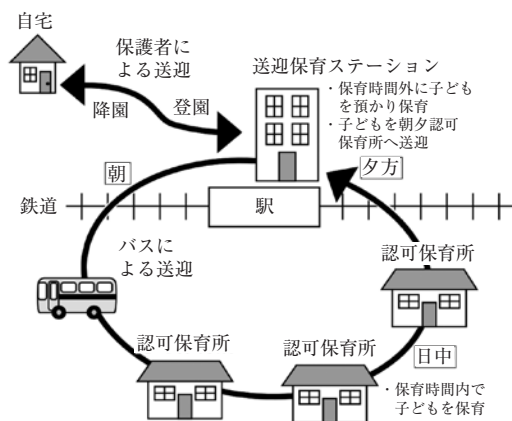 自宅
保護者に
よる送迎
降園
登園
送迎保育ステーション
・保育時間外に子ども
を預かり保育
・子どもを朝夕認可
保育所へ送迎
朝
夕方
鉄道
駅
バスに
よる送迎
認可保育所
認可保育所
認可保育所
日中
・保育時間内で
子どもを保育